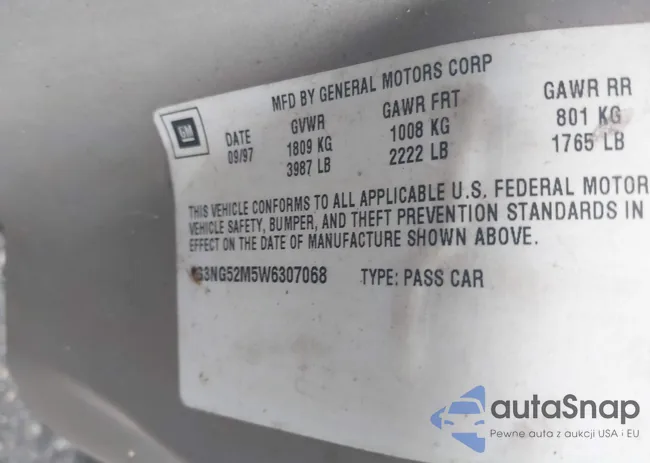 MFD BY GENERAL MOTORS CORP
GM
DATE GVWR GAWR FRT GAWR RR
09/97 1809 KG 1008 KG 801 KG
3987 LB 2222 LB 1765 LB
THIS VEHICLE CONFORMS TO ALL APPLICABLE U.S. FEDERAL MOTOR
VEHICLE SAFETY, BUMPER, AND THEFT PREVENTION STANDARDS IN
EFFECT ON THE DATE OF MANUFACTURE SHOWN ABOVE.
G3NG52M5W6307068 TYPE: PASS CAR
autaSnap
Pewne auta z aukcji USA i EU